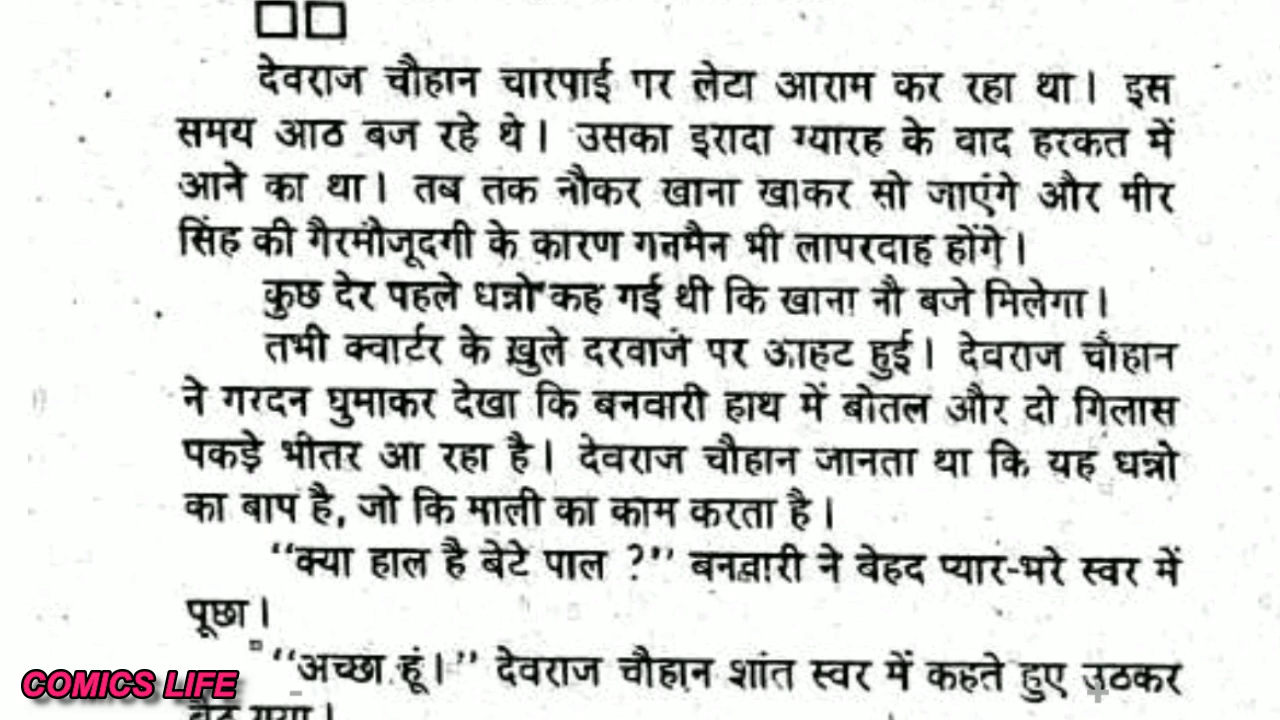 देवराज चौहान चारपाई पर लेटा आराम कर रहा था। इस
समय आठ बज रहे थे। उसका इरादा ग्यारह के बाद हरकत में
आने का था। तब तक नौकर खाना खाकर सो जाएंगे और मीर
सिंह की गैरमौजूदगी के कारण गनमैन भी लापरवाह होंगे।
कुछ देर पहले धन्नो कह गई थी कि खाना नौ बजे मिलेगा।
तभी क्वार्टर के खुले दरवाजे पर आहट हुई। देवराज चौहान
ने गरदन घुमाकर देखा कि बनवारी हाथ में बोतल और दो गिलास
पकड़े भीतर आ रहा है। देवराज चौहान जानता था कि यह धन्नो
का बाप है, जो कि माली का काम करता है।
“क्या हाल है बेटे पाल ?” बनवारी ने बेहद प्यार-भरे स्वर में
पूछा।
“अच्छा हूं।” देवराज चौहान शांत स्वर में कहते हुए उठकर
बैठ गया।
COMICS LIFE